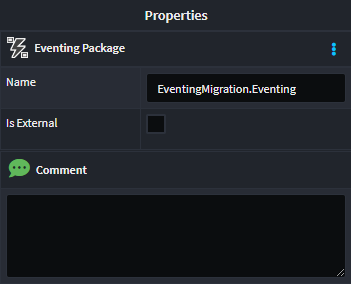 Properties
Eventing Package
Name
EventingMigration.Eventing
Is External
Comment